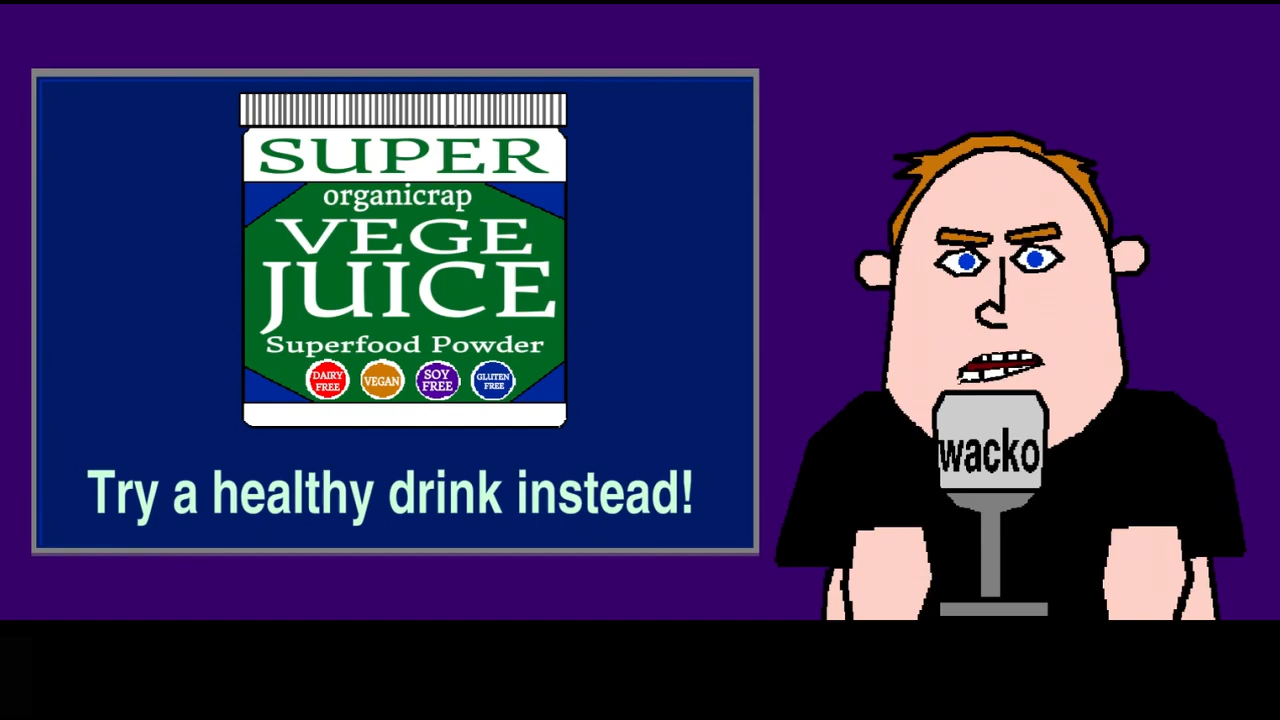 SUPER
organicrap
VEGE
JUICE
Superfood Powder
DAIRY
FREE
VEGAN
SOY
FREE
GLUTEN
FREE
Try a healthy drink instead!
wacko